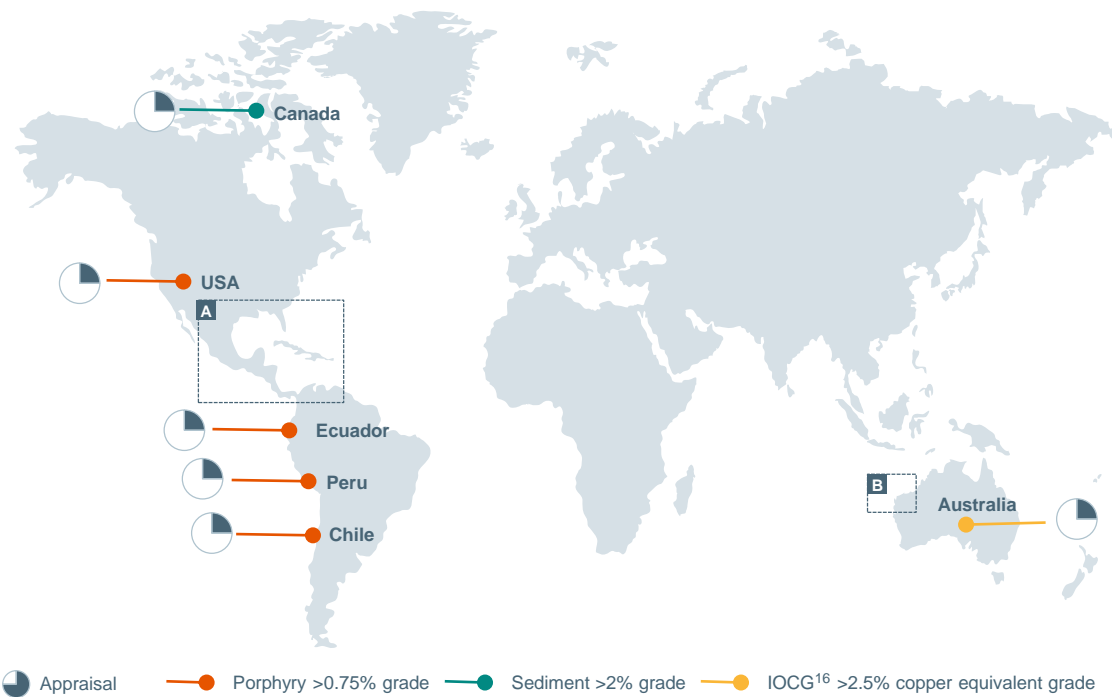 Canada
USA
A
Ecuador
Peru
B
Australia
Chile
Appraisal
Porphyry >0.75% grade
Sediment >2% grade
IOCG16 >2.5% copper equivalent grade